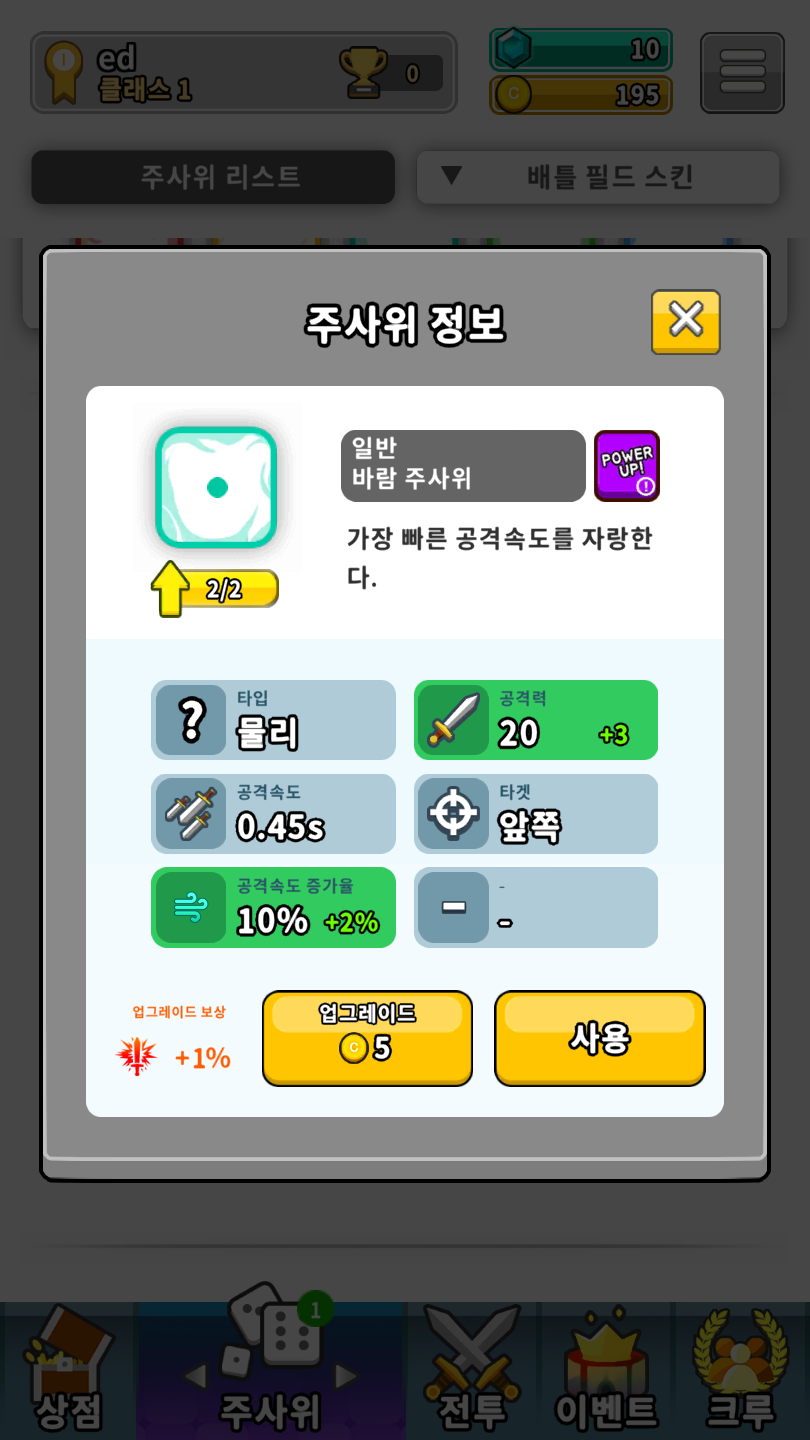 ed
클래스 1
0
10
195
주사위 리스트
배틀 필드 스킨
주사위 정보
일반
바람 주사위
POWER
UP!
가장 빠른 공격속도를 자랑한
다.
2/2
타입
물리
공격력
20 +3
공격속도
0.45s
타겟
앞쪽
공격속도 증가율
10% +2%
-
-
업그레이드 보상
+1%
업그레이드
5
사용
1
상점
주사위
전투
이벤트
크루